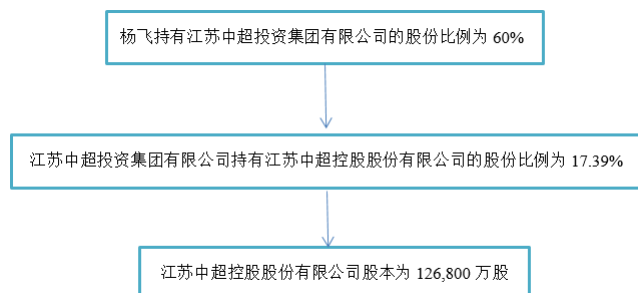 杨飞持有江苏中超投资集团有限公司的股份比例为 60%
江苏中超投资集团有限公司持有江苏中超控股股份有限公司的股份比例为 17.39%
江苏中超控股股份有限公司股本为 126,800 万股